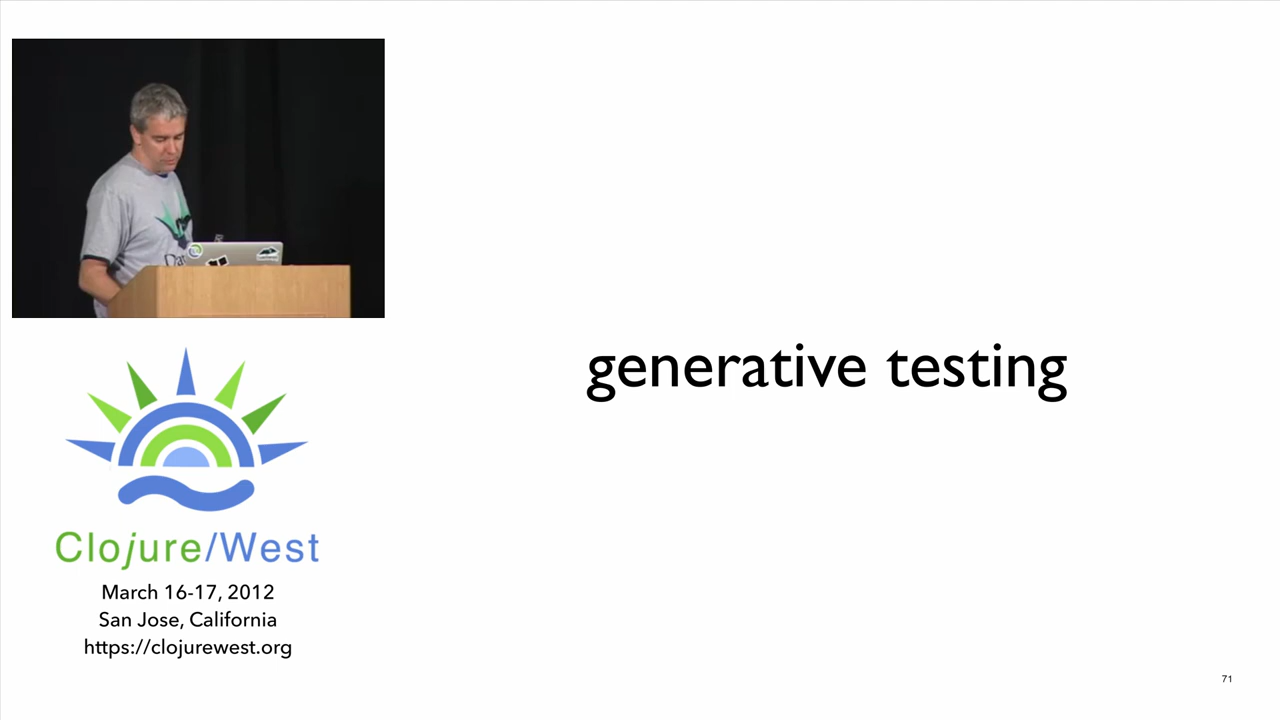 generative testing
Clojure/West
March 16-17, 2012
San Jose, California
https://clojurewest.org
71